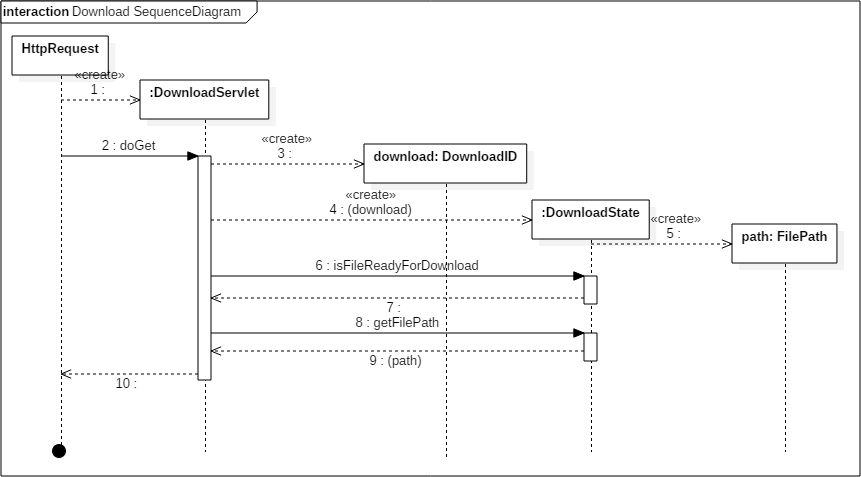 interaction Download SequenceDiagram
HttpRequest
«create»
1 :
:DownloadServlet
2 : doGet
«create»
3 :
download: DownloadID
«create»
4 : (download)
:DownloadState
«create»
5 :
path: FilePath
6 : isFileReadyForDownload
7 :
8 : getFilePath
9 : (path)
10 :